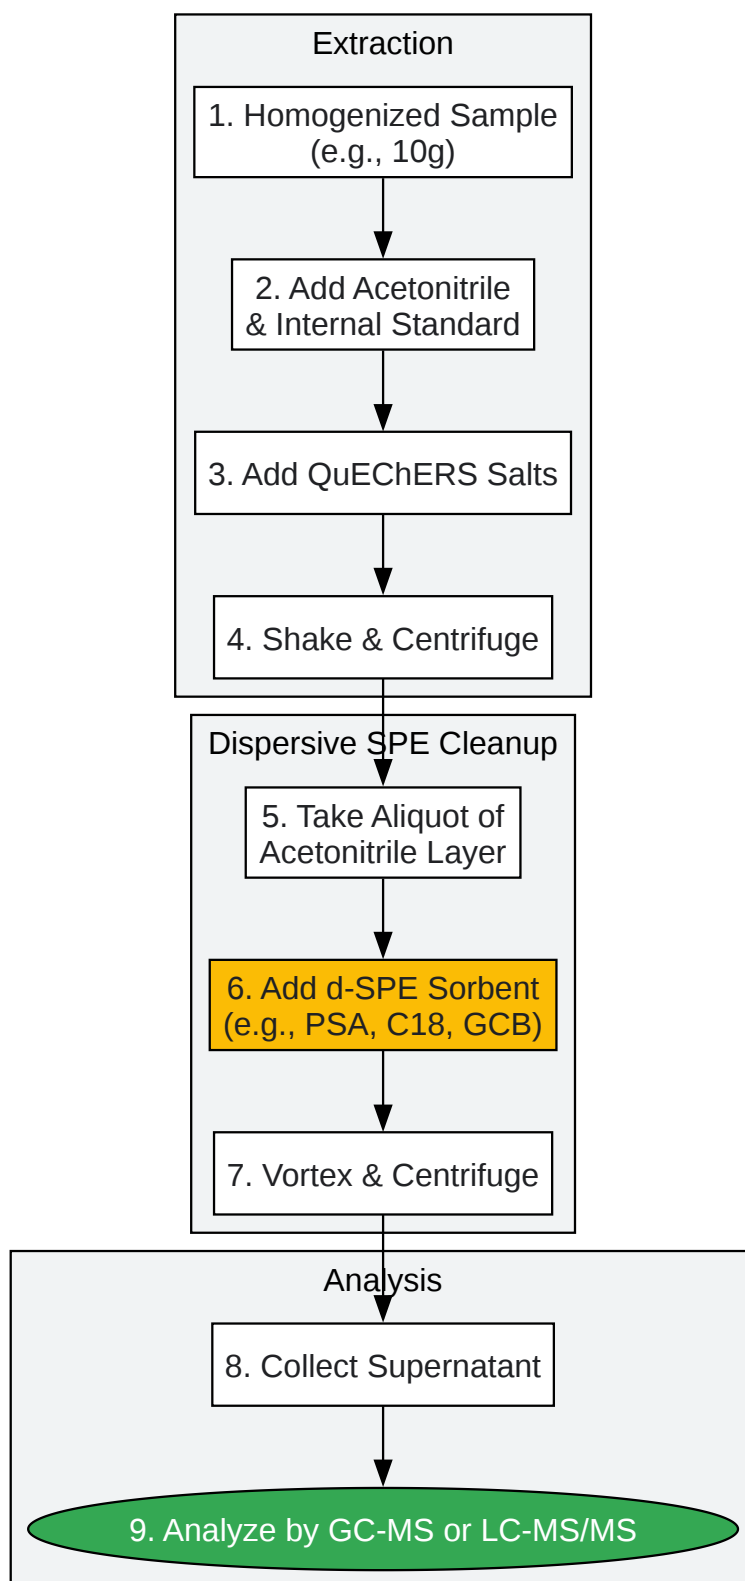 Extraction
1. Homogenized Sample
(e.g., 10g)
2. Add Acetonitrile
& Internal Standard
3. Add QuEChERS Salts
4. Shake & Centrifuge
Dispersive SPE Cleanup
5. Take Aliquot of
Acetonitrile Layer
6. Add d-SPE Sorbent
(e.g., PSA, C18, GCB)
7. Vortex & Centrifuge
Analysis
8. Collect Supernatant
9. Analyze by GC-MS or LC-MS/MS